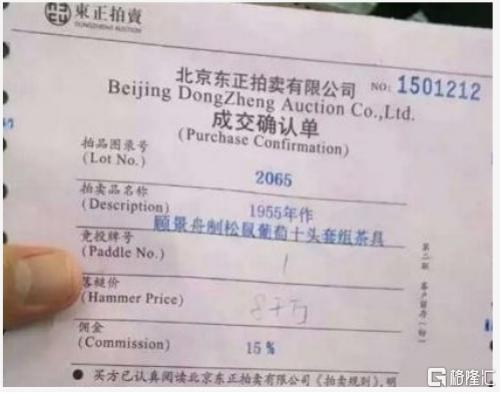 東正拍賣
DONGZHENG AUCTION
北京东正拍卖有限公司 NO: 1501212
Beijing DongZheng Auction Co.,Ltd.
成交确认单
(Purchase Confirmation)
拍品图录号
(Lot No.) 2065
拍卖品名称
(Description) 1955年作
顾景舟制松鼠葡萄十头套组茶具
竞投牌号
(Paddle No.) 1
落槌价
(Hammer Price) 8千万
佣金
(Commission) 15%
● 买方已认真阅读北京东正拍卖有限公司《拍卖规则》,明
第二联 客户留存(粉)
格隆汇